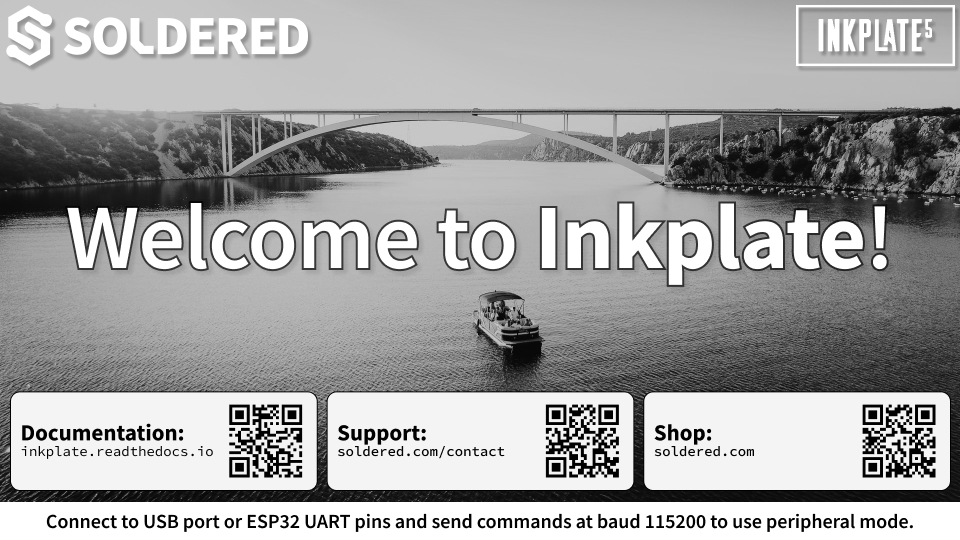 SOLDERED
INKPLATE5
Welcome to Inkplate!
Documentation:
inkplate.readthedocs.io
Support:
soldered.com/contact
Shop:
soldered.com
Connect to USB port or ESP32 UART pins and send commands at baud 115200 to use peripheral mode.